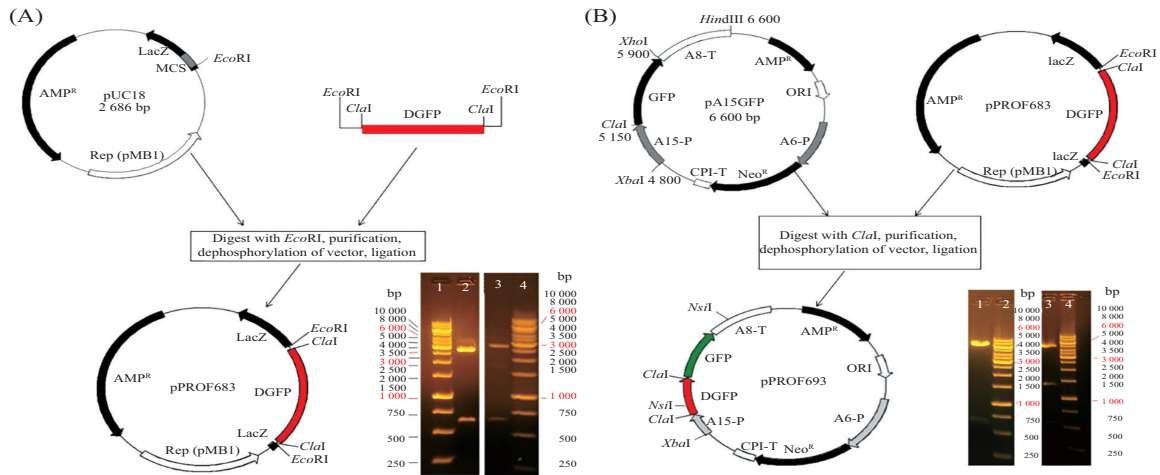 (A)
LacZ
EcoRI
MCS
AMPR
pUC18
2 686 bp
Rep (pMB1)
EcoRI
EcoRI
ClaI
ClaI
DGFP
Digest with EcoRI, purification,
dephosphorylation of vector, ligation
EcoRI
ClaI
LacZ
AMPR
pPROF683
DGFP
LacZ
ClaI
EcoRI
Rep (pMB1)
bp
10 000
8 000
6 000
5 000
4 000
3 500
3 000
2 500
2 000
1 500
1 000
750
500
250
1
2
3
4
bp
10 000
8 000
6 000
5 000
4 000
3 500
3 000
2 500
2 000
1 500
1 000
750
500
250
(B)
HindIII 6 600
XhoI
5 900
A8-T
AMPR
ORI
GFP
pA15GFP
6 600 bp
ClaI
5 150
A15-P
A6-P
XbaI 4 800
CPI-T
NeoR
EcoRI
ClaI
lacZ
AMPR
pPROF683
DGFP
lacZ
ClaI
EcoRI
Rep (pMB1)
Digest with ClaI, purification,
dephosphorylation of vector, ligation
NsiI
A8-T
AMPR
GFP
ORI
ClaI
pPROF693
DGFP
NsiI
ClaI
A15-P
A6-P
XbaI
CPI-T
NeoR
1
2
bp
10 000
8 000
6 000
5 000
4 000
3 500
3 000
2 500
2 000
1 500
1 000
750
500
250
3
4
bp
10 000
8 000
6 000
5 000
4 000
3 500
3 000
2 500
2 000
1 500
1 000
750
500
250